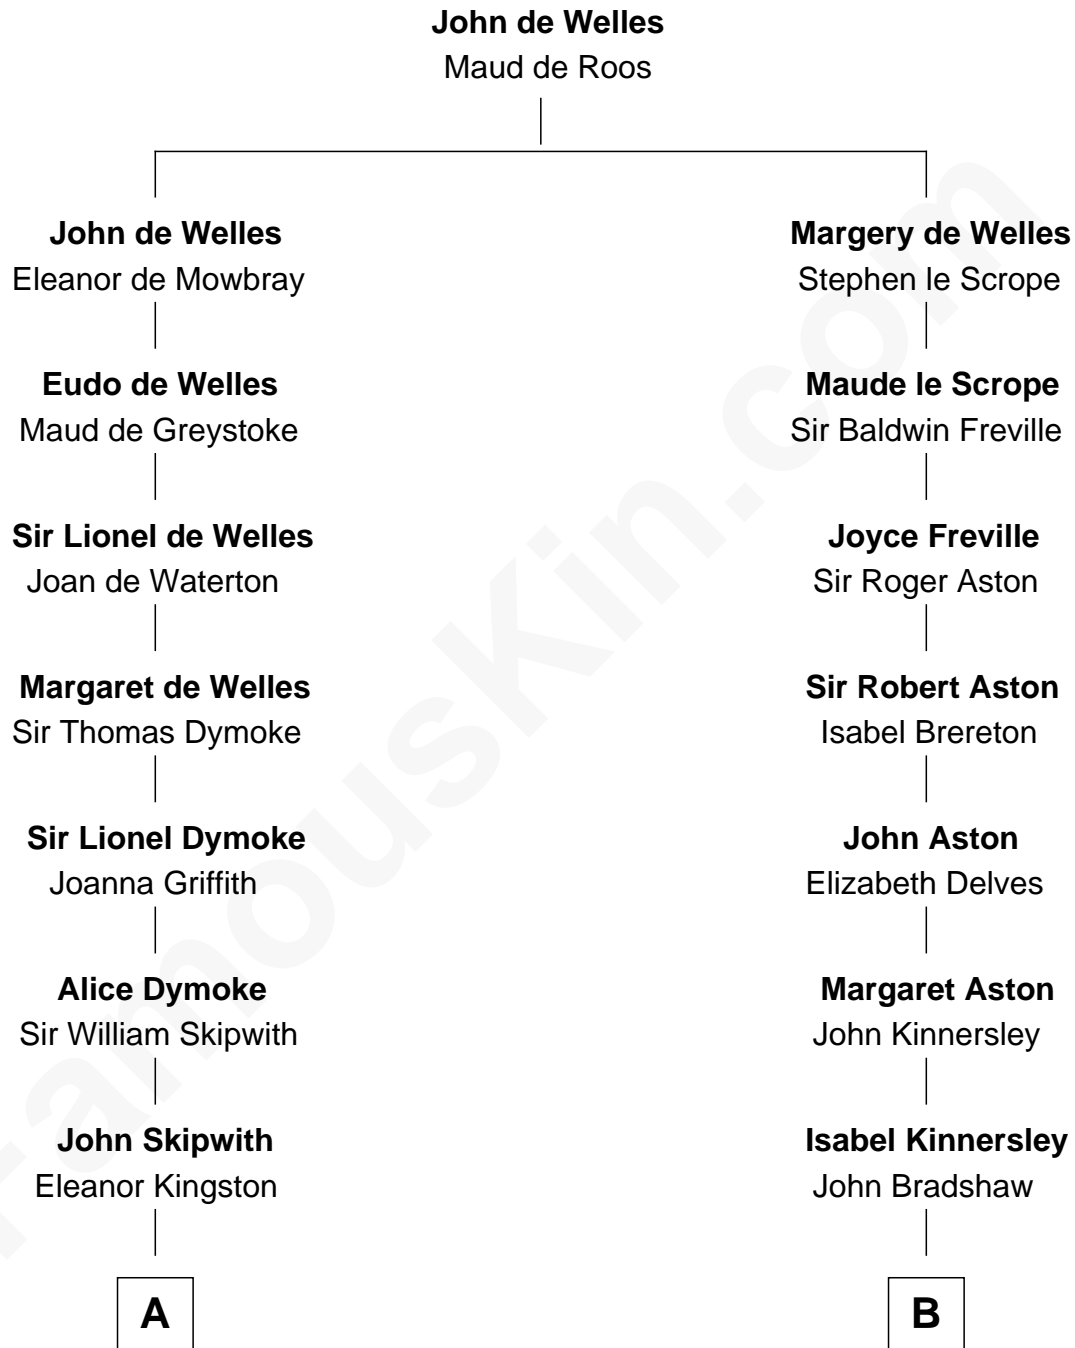 John de Welles
Maud de Roos
John de Welles
Eleanor de Mowbray
Margery de Welles
Stephen le Scrope
Eudo de Welles
Maud de Greystoke
Maude le Scrope
Sir Baldwin Freville
Sir Lionel de Welles
Joan de Waterton
Joyce Freville
Sir Roger Aston
Margaret de Welles
Sir Thomas Dymoke
Sir Robert Aston
Isabel Brereton
Sir Lionel Dymoke
Joanna Griffith
John Aston
Elizabeth Delves
Alice Dymoke
Sir William Skipwith
Margaret Aston
John Kinnersley
John Skipwith
Eleanor Kingston
Isabel Kinnersley
John Bradshaw
A
B
FamousKin.com